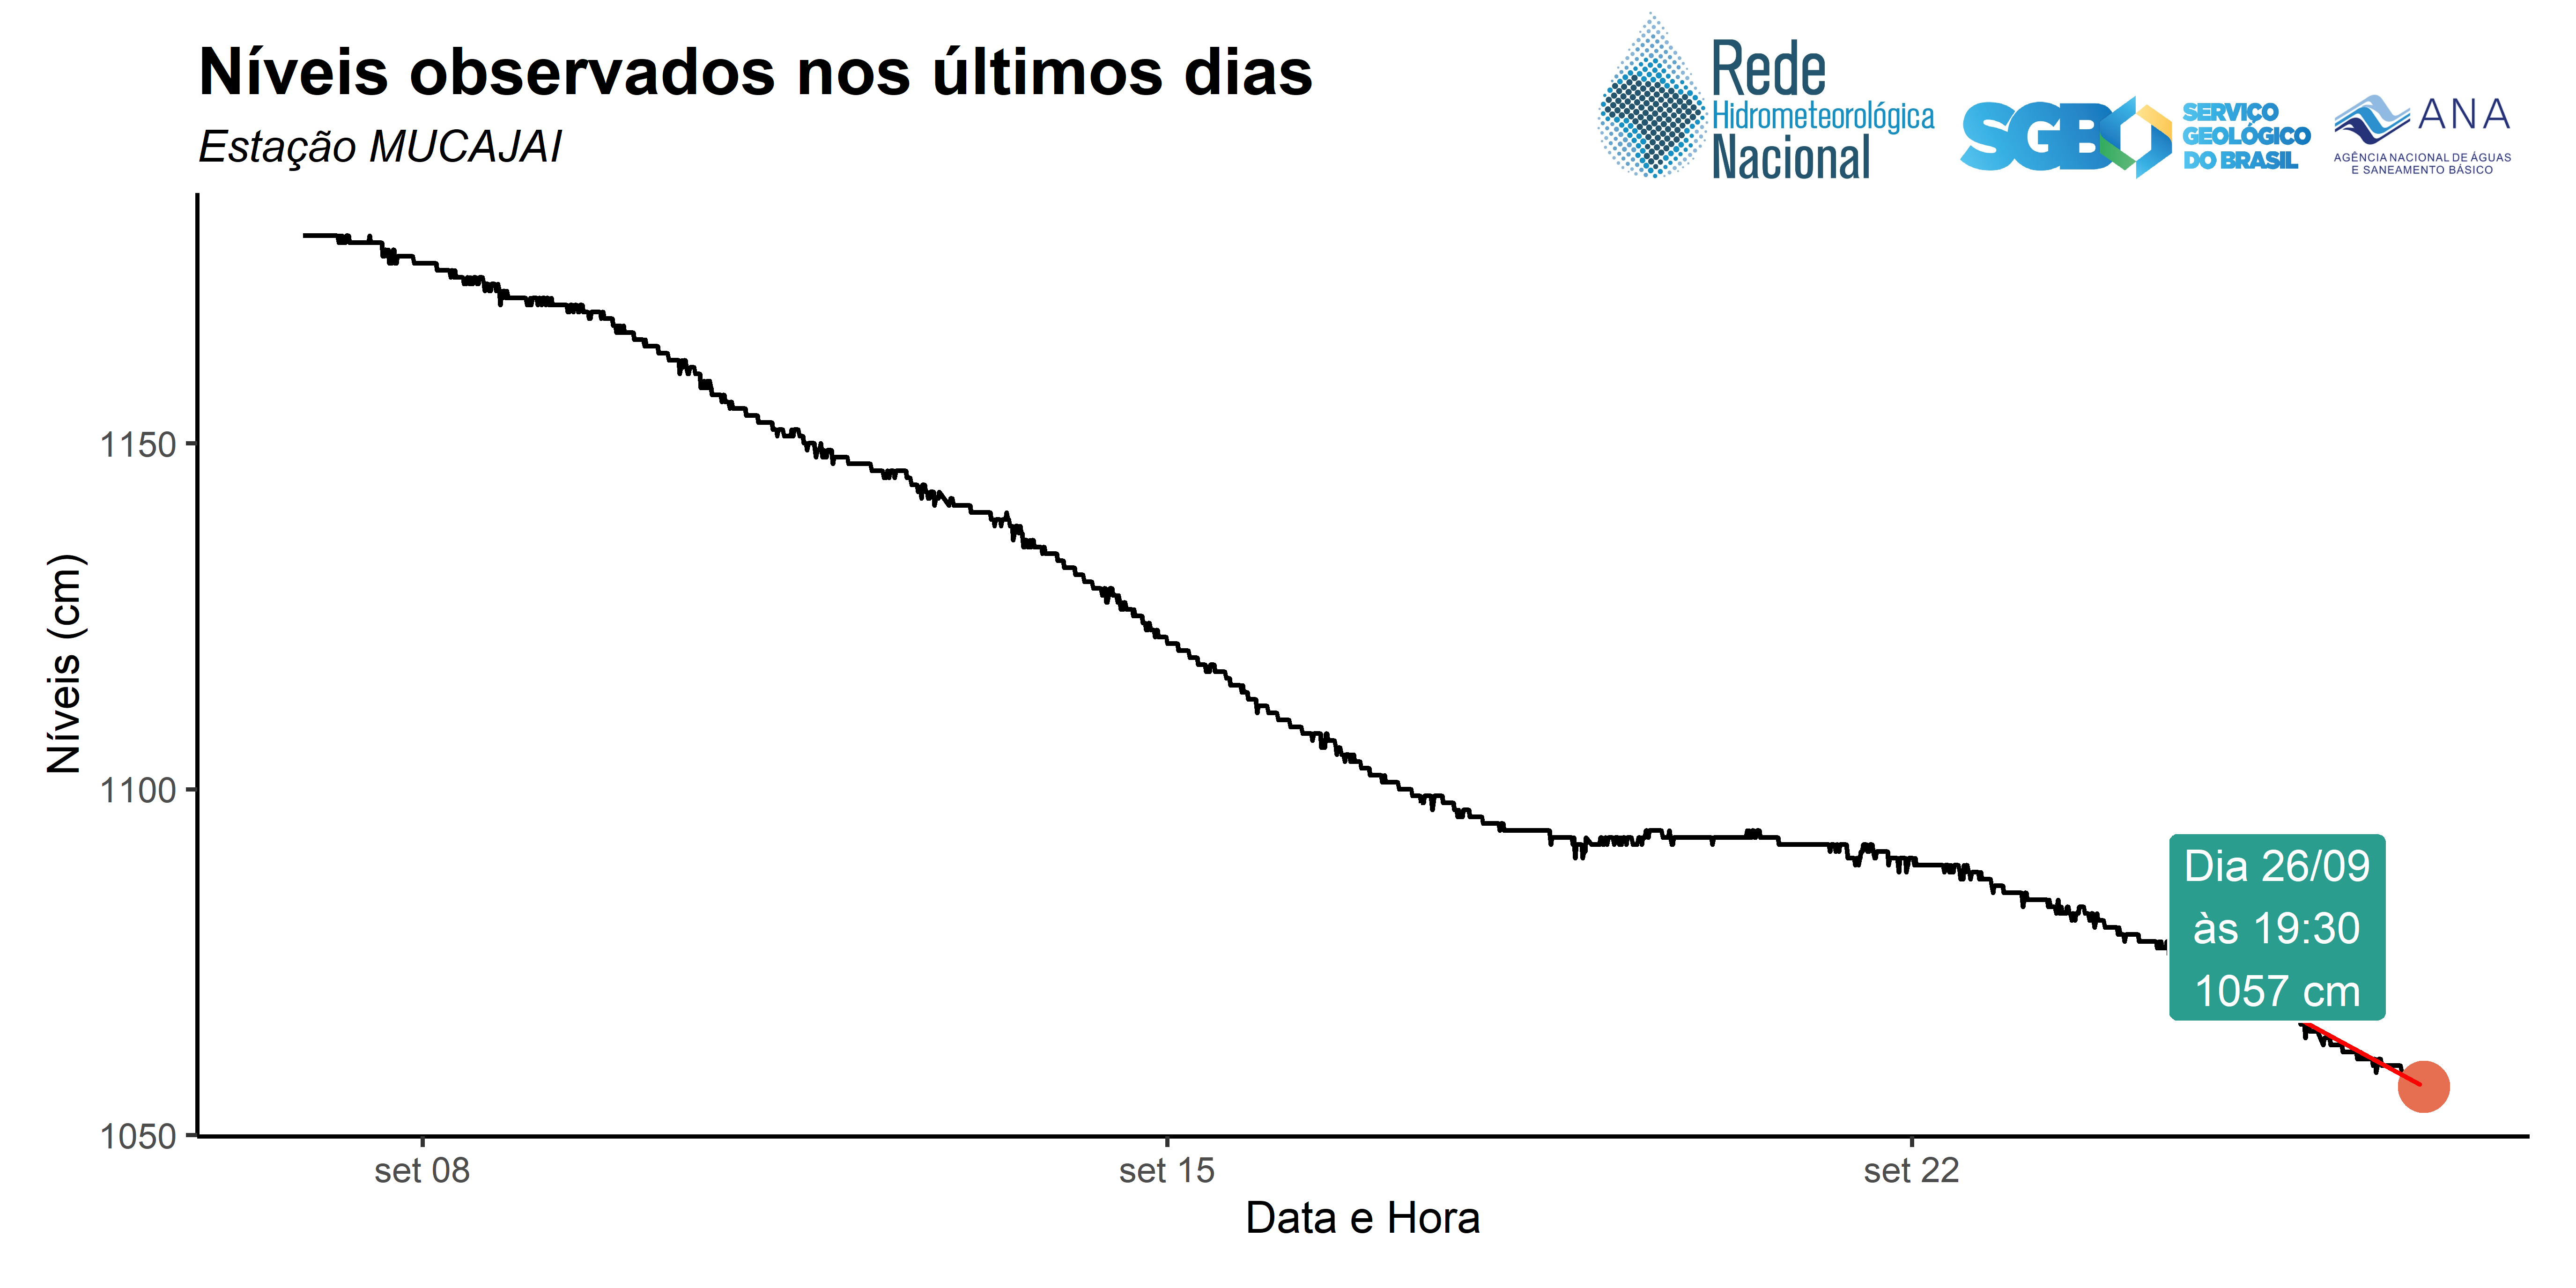 Níveis observados nos últimos dias
Estação MUCAJAI
Rede
Hidrometeorológica
Nacional
SGB
SERVIÇO
GEOLÓGICO
DO BRASIL
ANA
AGÊNCIA NACIONAL DE ÁGUAS
E SANEAMENTO BÁSICO
Níveis (cm)
1150
1100
1050
Dia 26/09
às 19:30
1057 cm
set 08
set 15
set 22
Data e Hora